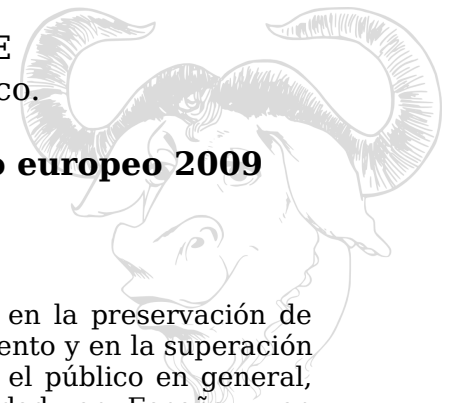 E
co.
o europeo 2009
en la preservación de
ento y en la superación
el público en general,